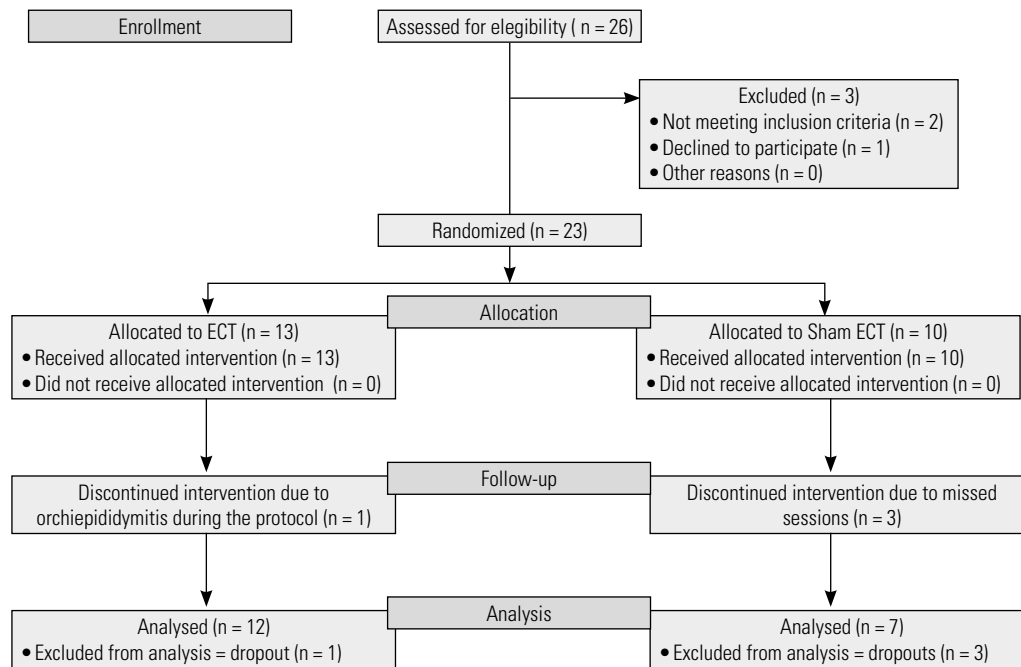 Enrollment
Assessed for elegibility ( n = 26)
Excluded (n = 3)
• Not meeting inclusion criteria (n = 2)
• Declined to participate (n = 1)
• Other reasons (n = 0)
Randomized (n = 23)
Allocation
Allocated to ECT (n = 13)
• Received allocated intervention (n = 13)
• Did not receive allocated intervention (n = 0)
Allocated to Sham ECT (n = 10)
• Received allocated intervention (n = 10)
• Did not receive allocated intervention (n = 0)
Follow-up
Discontinued intervention due to
orchiepididymitis during the protocol (n = 1)
Discontinued intervention due to missed
sessions (n = 3)
Analysis
Analysed (n = 12)
• Excluded from analysis = dropout (n = 1)
Analysed (n = 7)
• Excluded from analysis = dropouts (n = 3)